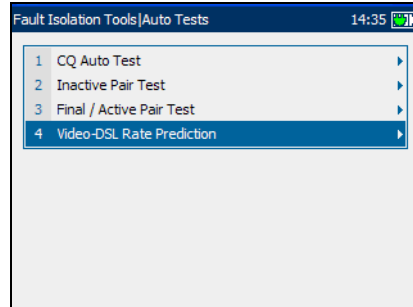 Fault Isolation Tools|Auto Tests 14:35
1 CQ Auto Test
2 Inactive Pair Test
3 Final / Active Pair Test
4 Video-DSL Rate Prediction